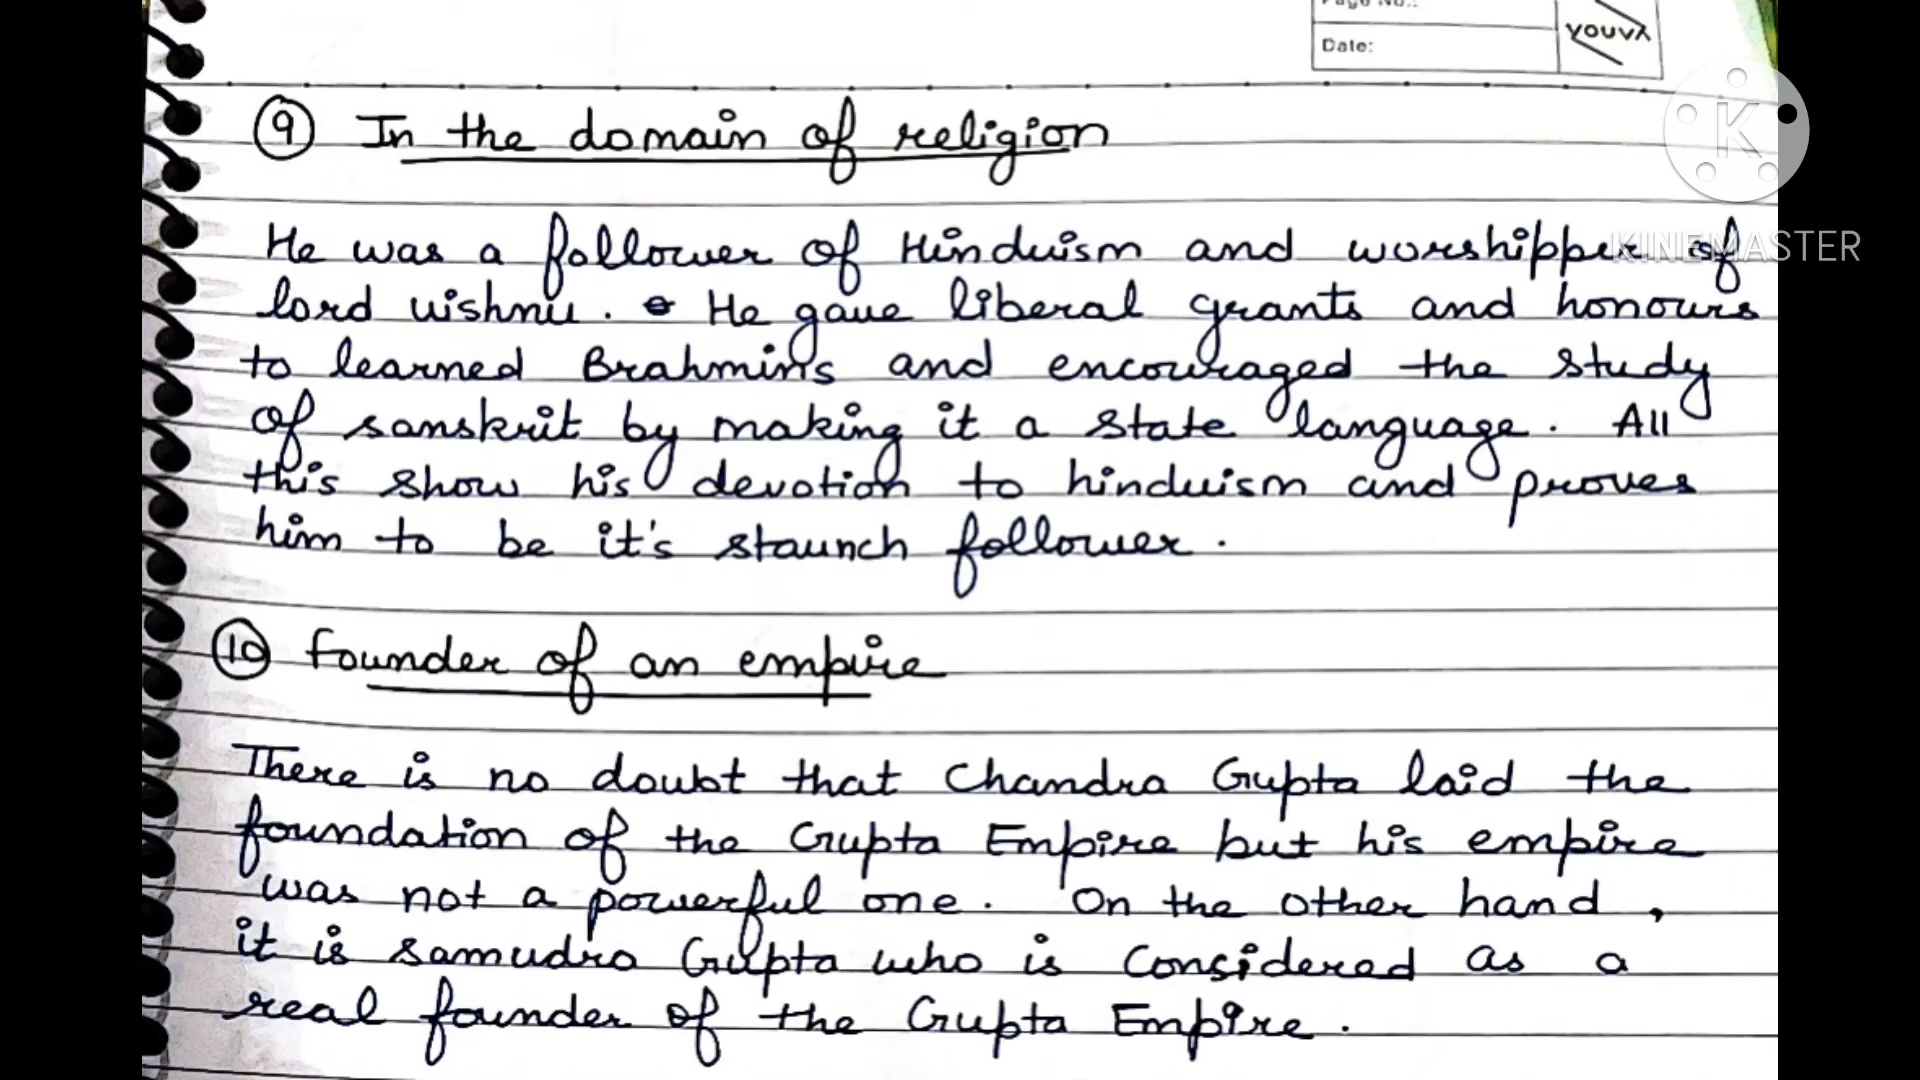 Page No.:
Date:
YOUVA
K
KINEMASTER
9 In the domain of religion
He was a follower of Hinduism and worshipper of
lord vishnu. He gave liberal grants and honours
to learned Brahmins and encouraged the study
of sanskrit by making it a state language. All
this show his devotion to hinduism and proves
him to be it's staunch follower.
10 founder of an empire
There is no doubt that Chandra Gupta laid the
foundation of the Gupta Empire but his empire
was not a powerful one. On the other hand,
it is samudra Gupta who is considered as a
real founder of the Gupta Empire.